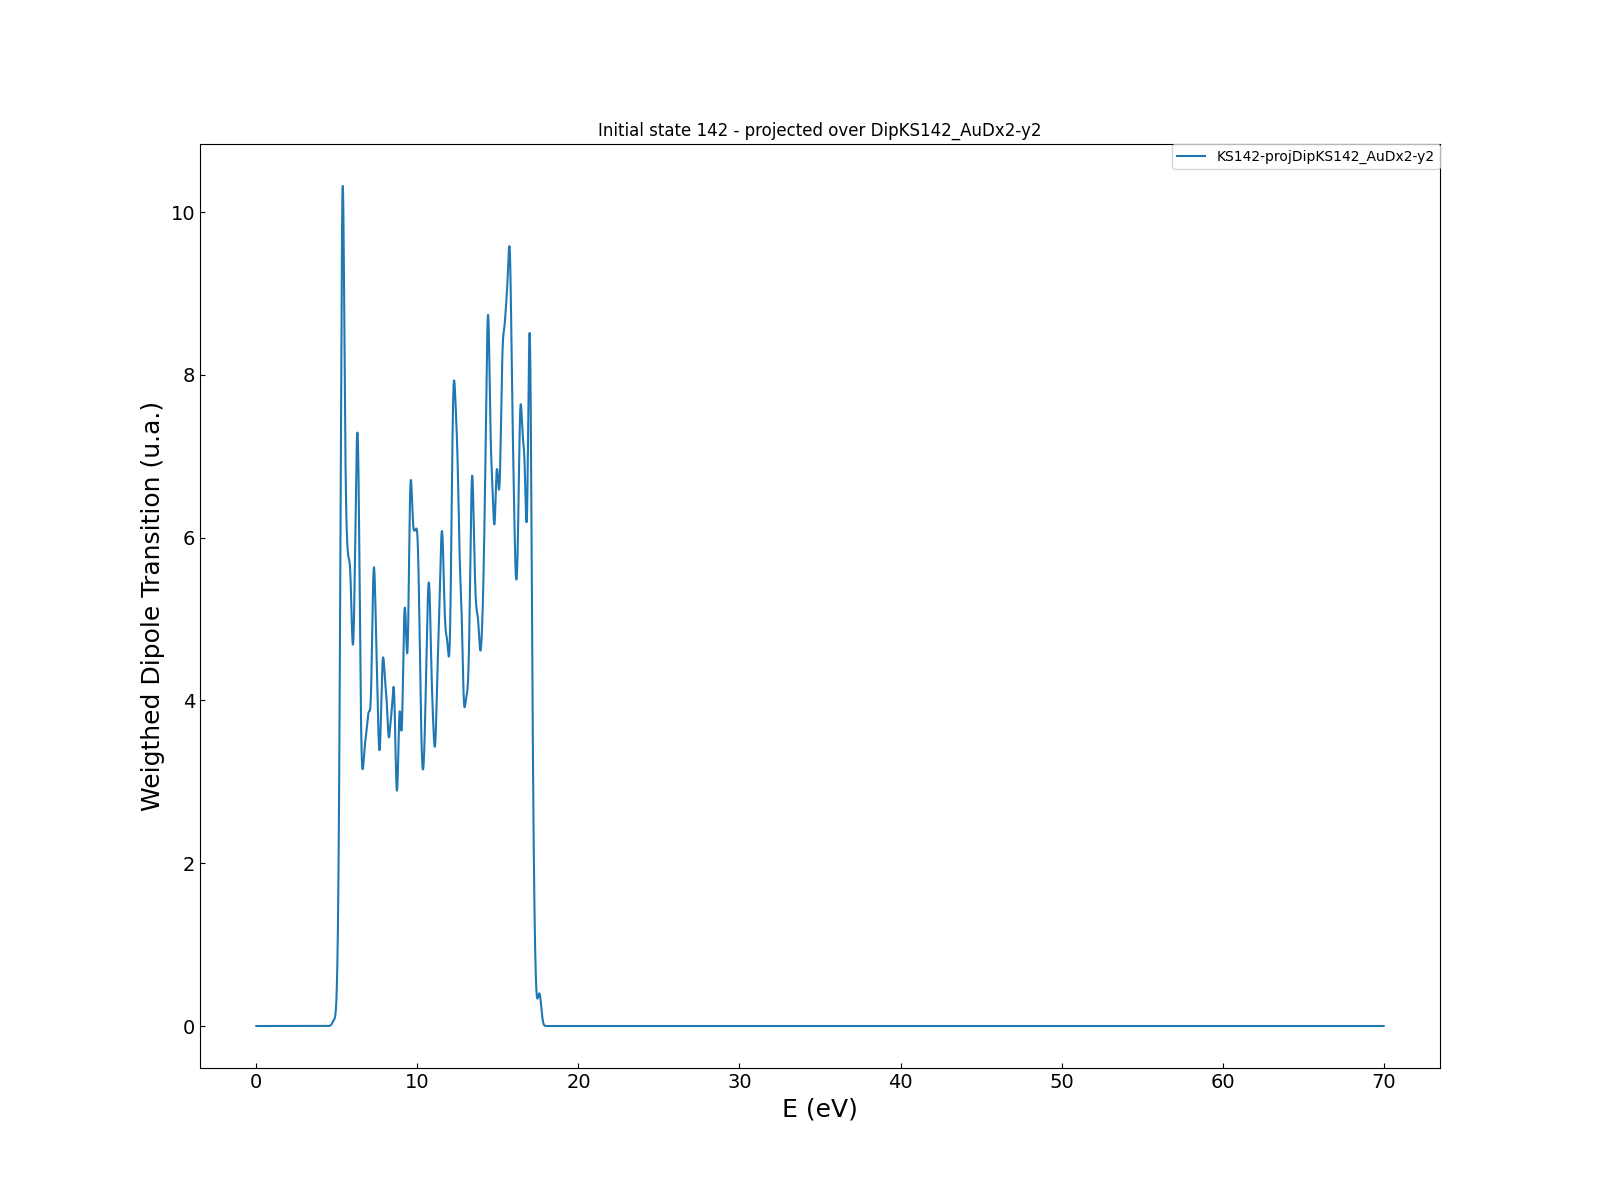 Initial state 142 - projected over DipKS142_AuDx2-y2
KS142-projDipKS142_AuDx2-y2
Weigthed Dipole Transition (u.a.)
10
8
6
4
2
0
0 10 20 30 40 50 60 70
E (eV)